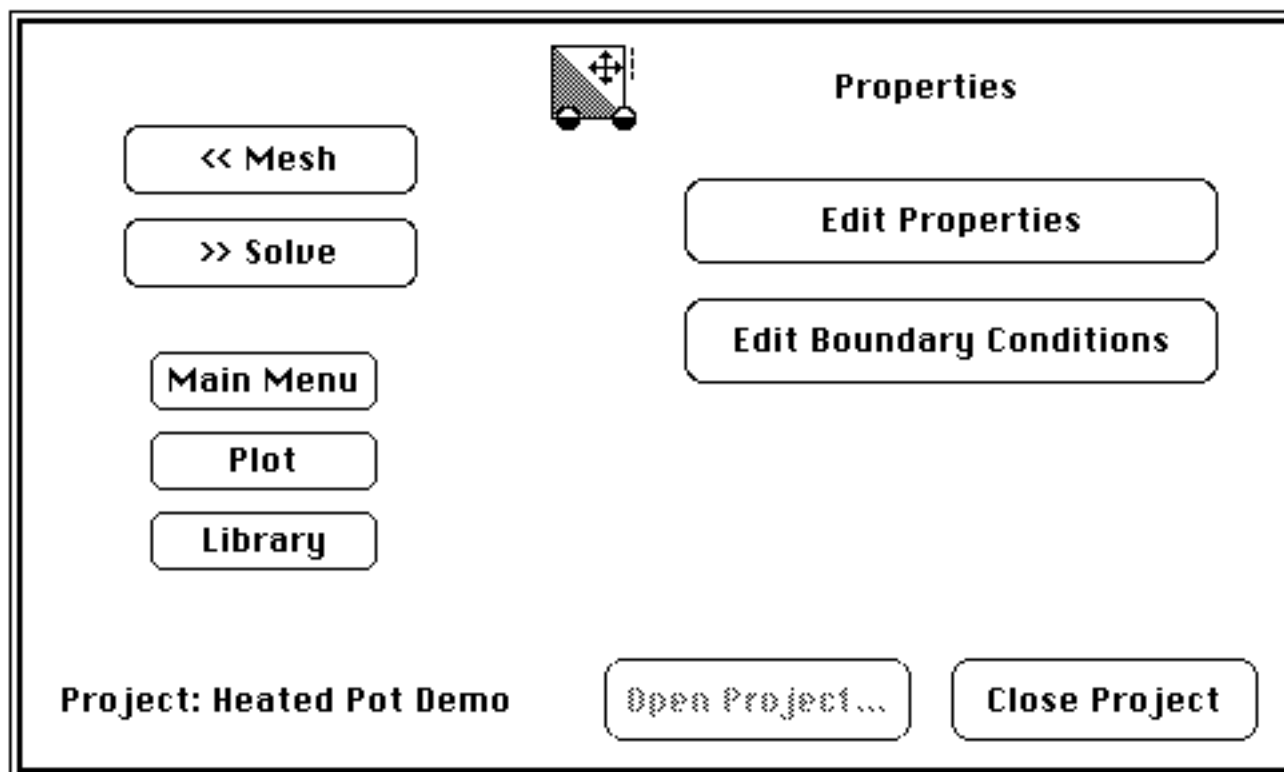 Properties
<< Mesh
>> Solve
Edit Properties
Edit Boundary Conditions
Main Menu
Plot
Library
Project: Heated Pot Demo
Open Project...
Close Project